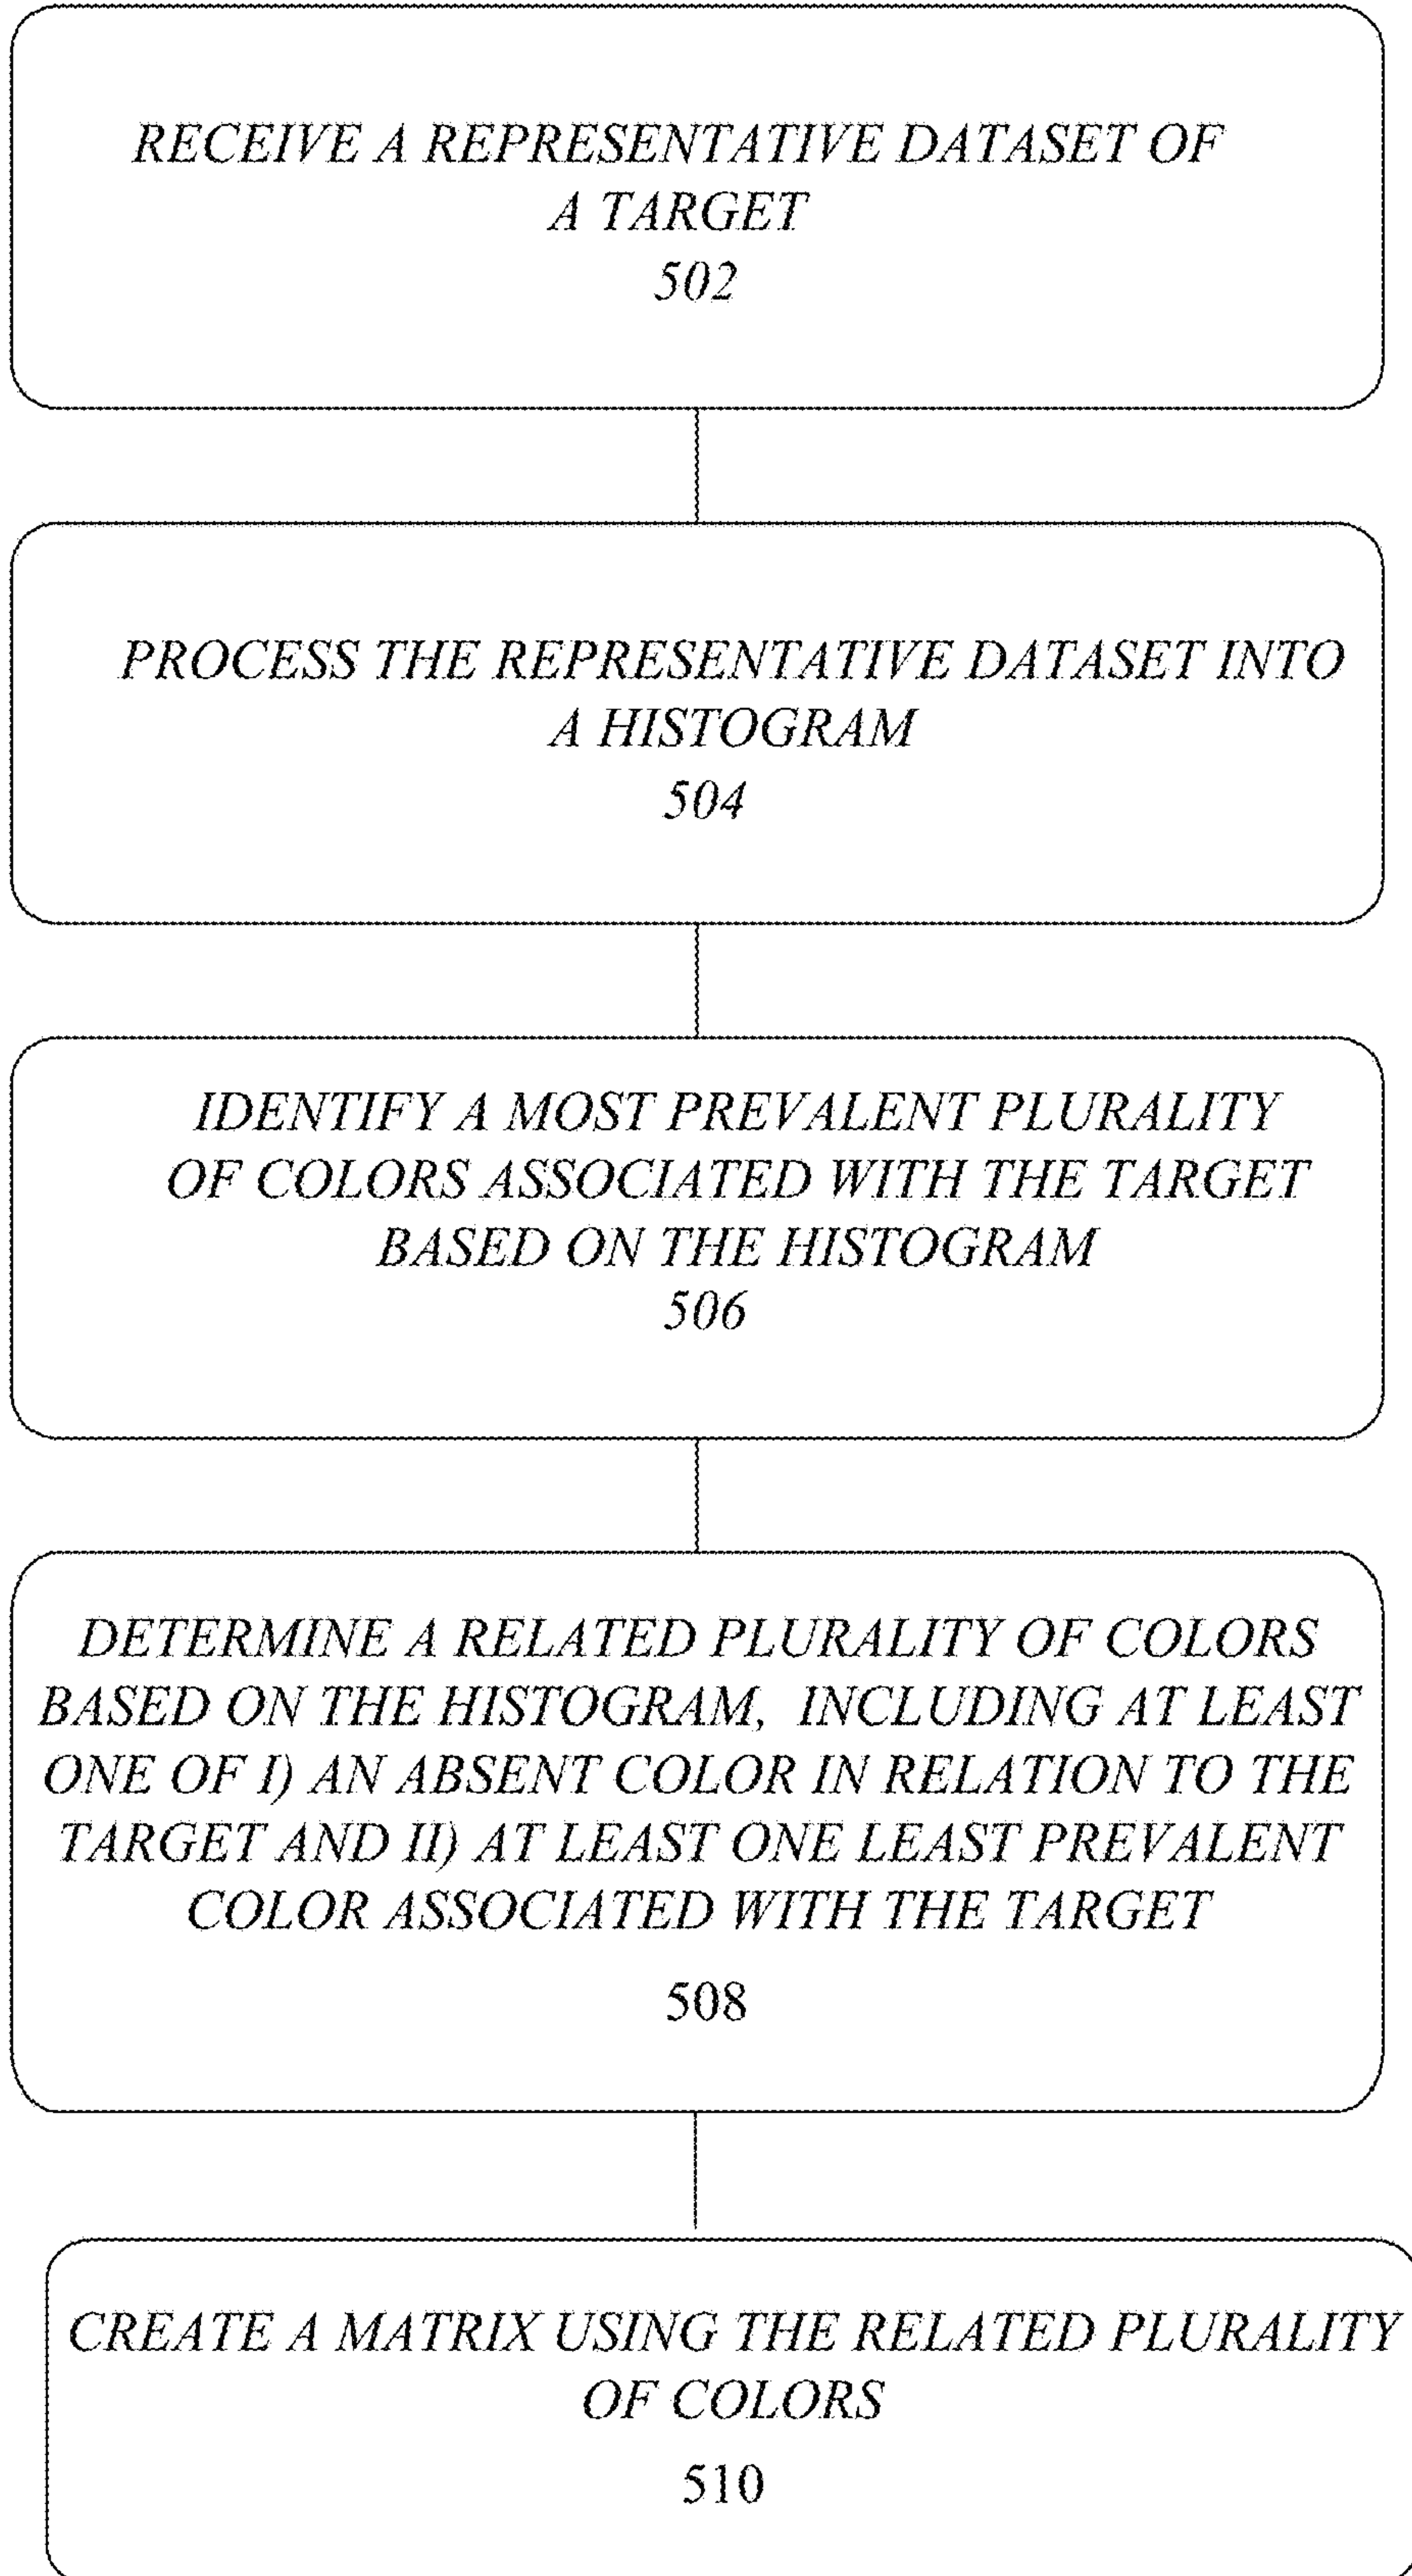 RECEIVE A REPRESENTATIVE DATASET OF
A TARGET
502
PROCESS THE REPRESENTATIVE DATASET INTO
A HISTOGRAM
504
IDENTIFY A MOST PREVALENT PLURALITY
OF COLORS ASSOCIATED WITH THE TARGET
BASED ON THE HISTOGRAM
506
DETERMINE A RELATED PLURALITY OF COLORS
BASED ON THE HISTOGRAM, INCLUDING AT LEAST
ONE OF I) AN ABSENT COLOR IN RELATION TO THE
TARGET AND II) AT LEAST ONE LEAST PREVALENT
COLOR ASSOCIATED WITH THE TARGET
508
CREATE A MATRIX USING THE RELATED PLURALITY
OF COLORS
510